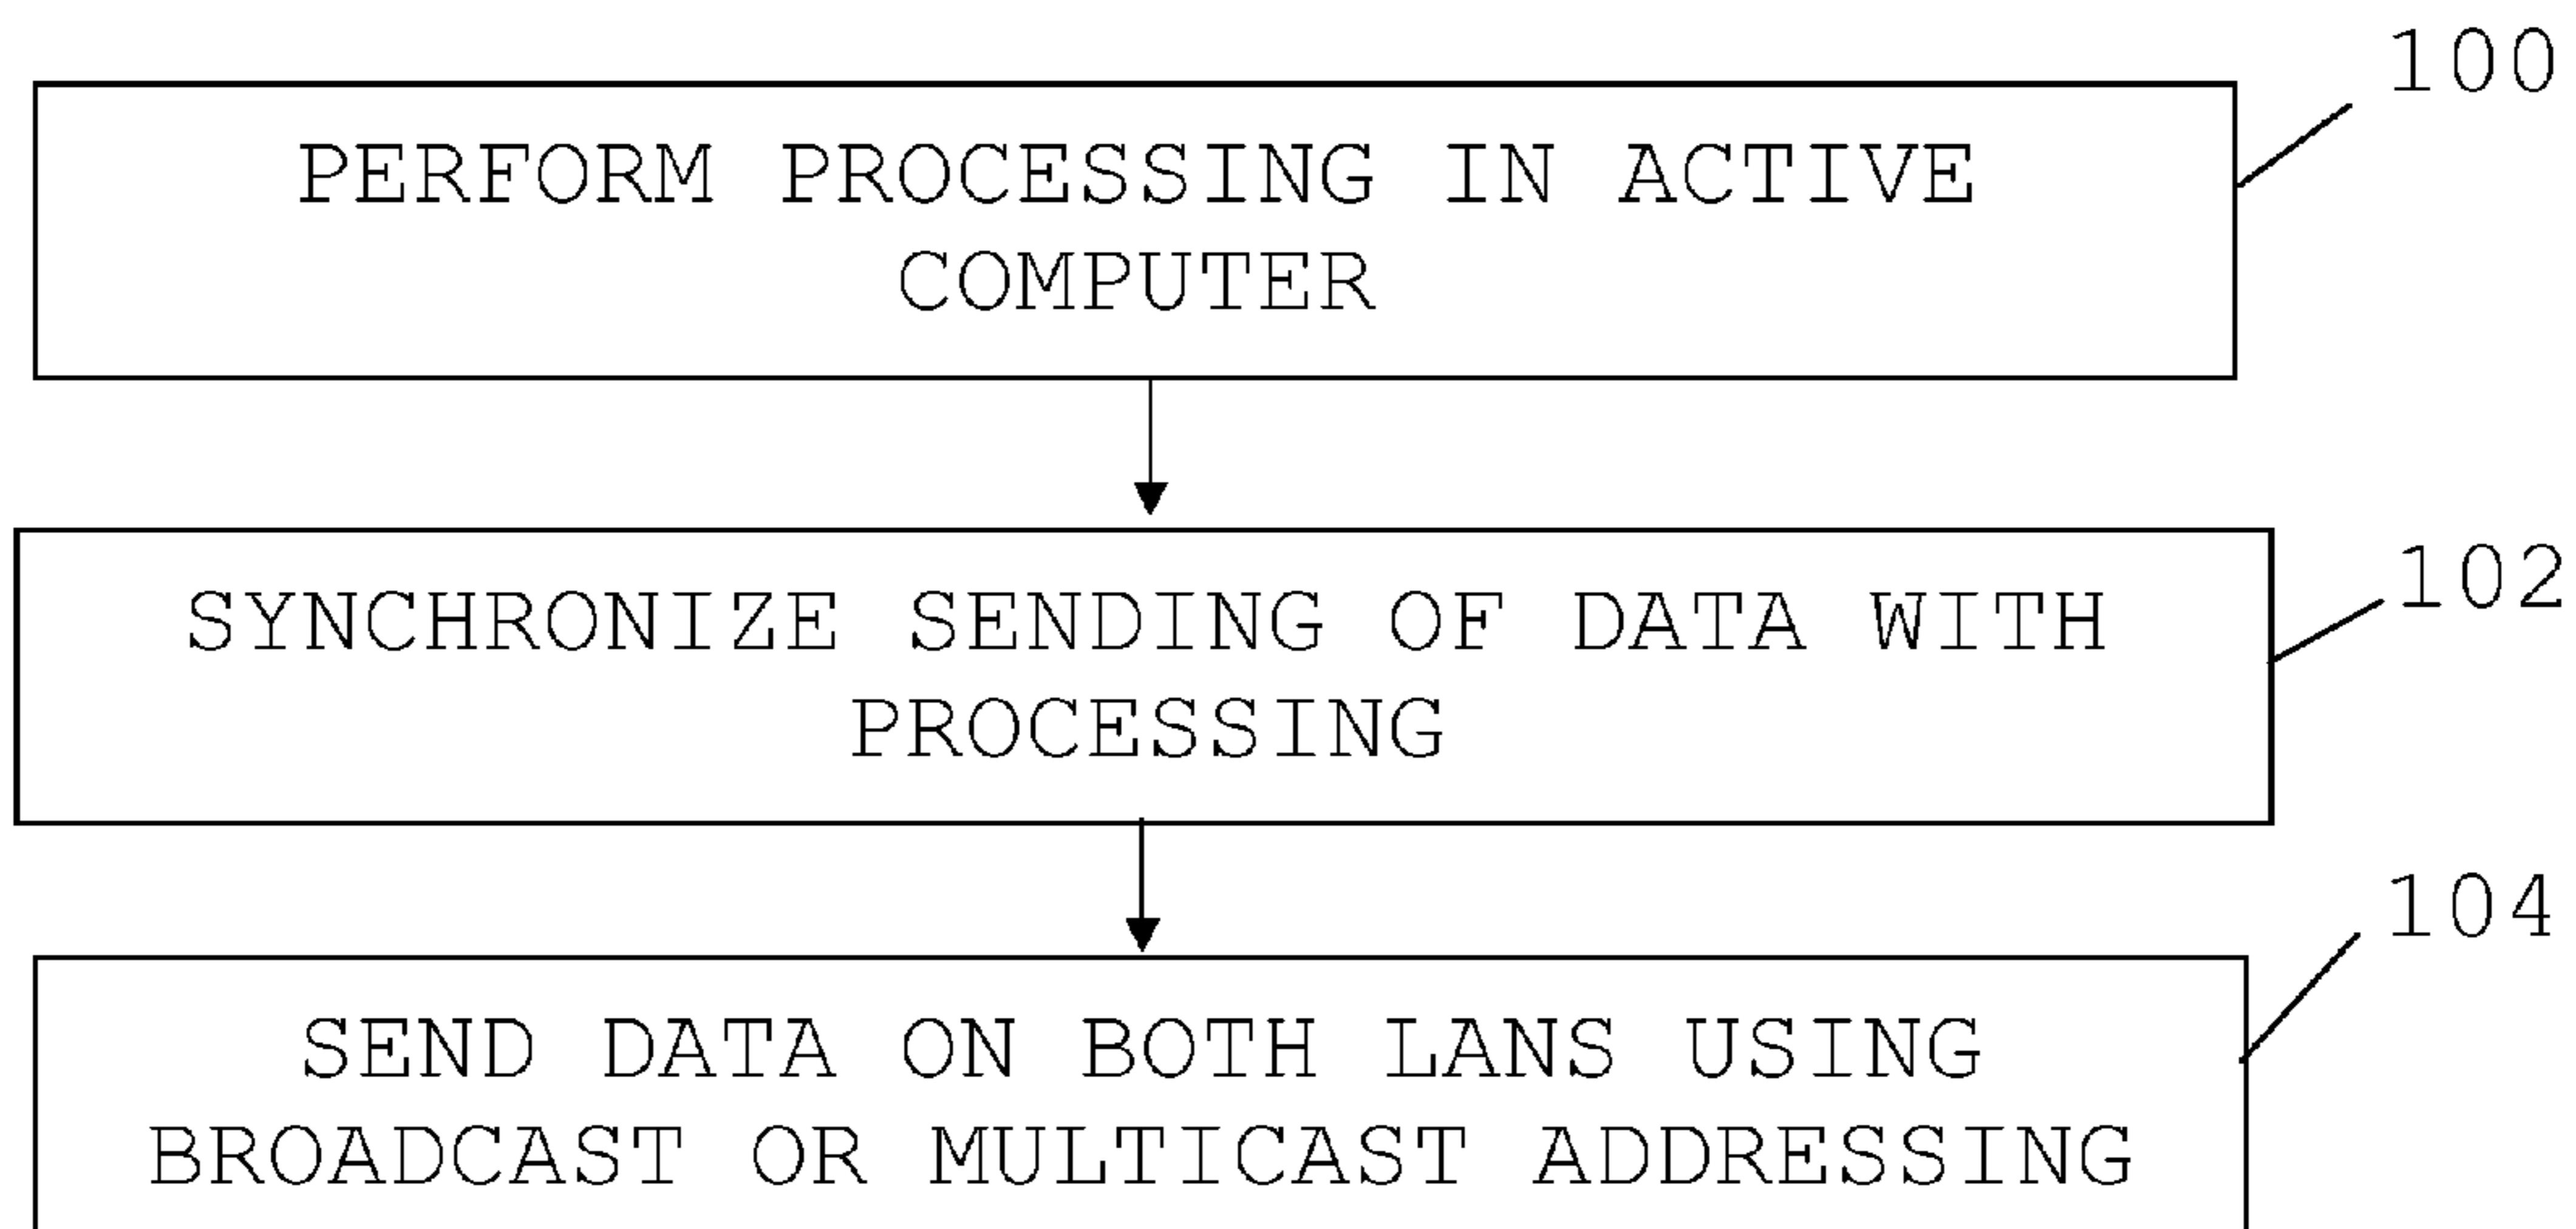 100
PERFORM PROCESSING IN ACTIVE
COMPUTER
102
SYNCHRONIZE SENDING OF DATA WITH
PROCESSING
104
SEND DATA ON BOTH LANS USING
BROADCAST OR MULTICAST ADDRESSING